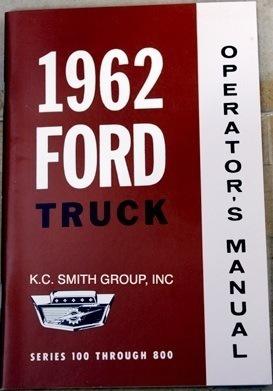 1962
FORD
TRUCK
K.C. SMITH GROUP, INC
SERIES 100 THROUGH 800
OPERATOR'S MANUAL